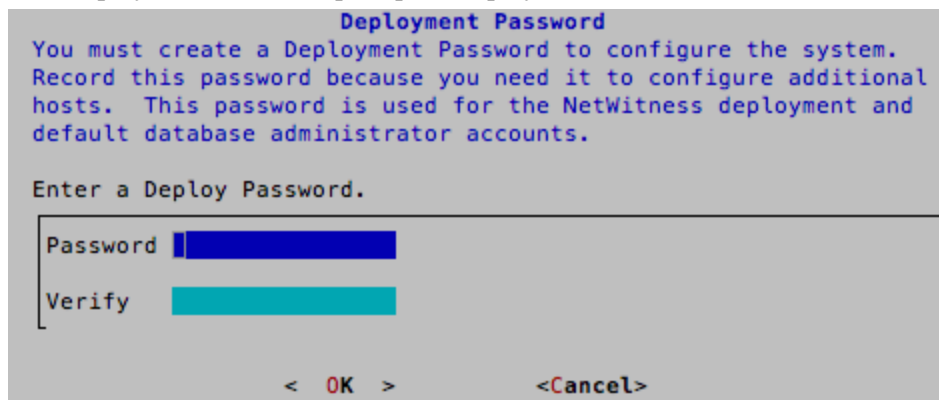 Deployment Password
You must create a Deployment Password to configure the system.
Record this password because you need it to configure additional
hosts.  This password is used for the NetWitness deployment and
default database administrator accounts.
Enter a Deploy Password.
Password
Verify
<  OK  >            <Cancel>